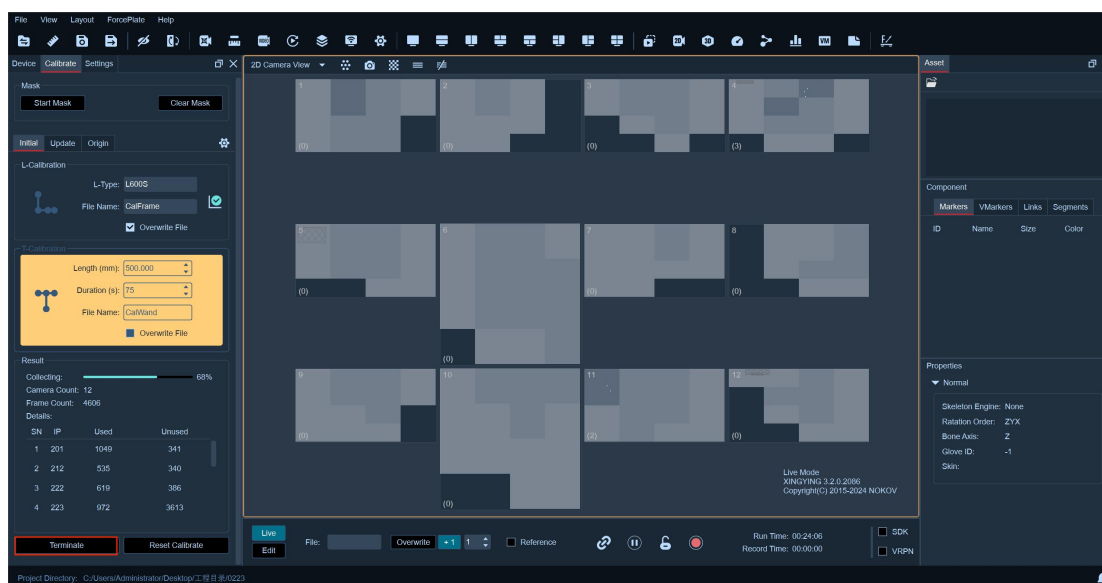 File View Layout ForcePlate Help
Device Calibrate Settings
2D Camera View
Asset
Mask
Start Mask Clear Mask
Initial Update Origin
L-Calibration
L-Type: L600S
File Name: CalFrame
Overwrite File
T-Calibration
Length (mm): 500.000
Duration (s): 75
File Name: CalWand
Overwrite File
Result
Collecting: 68%
Camera Count: 12
Frame Count: 4606
Details:
SN IP Used Unused
1 201 1049 341
2 212 535 340
3 222 619 386
4 223 972 3613
Terminate Reset Calibrate
1 2 3 4
(0) (0) (0) (3)
5 6 7 8
(0) (0) (0)
(0)
9 10 11 12
(0) (2) (0)
(0)
Live Mode
XINGYING 3.2.0.2086
Copyright(C) 2015-2024 NOKOV
Live
Edit
File: Overwrite +1 1 Reference
Run Time: 00:24:06
Record Time: 00:00:00
SDK
VRPN
Component
Markers VMarkers Links Segments
ID Name Size Color
Properties
Normal
Skeleton Engine: None
Ratation Order: ZYX
Bone Axis: Z
Glove ID: -1
Skin:
Project Directory: C:/Users/Administrator/Desktop/工程目录/0223